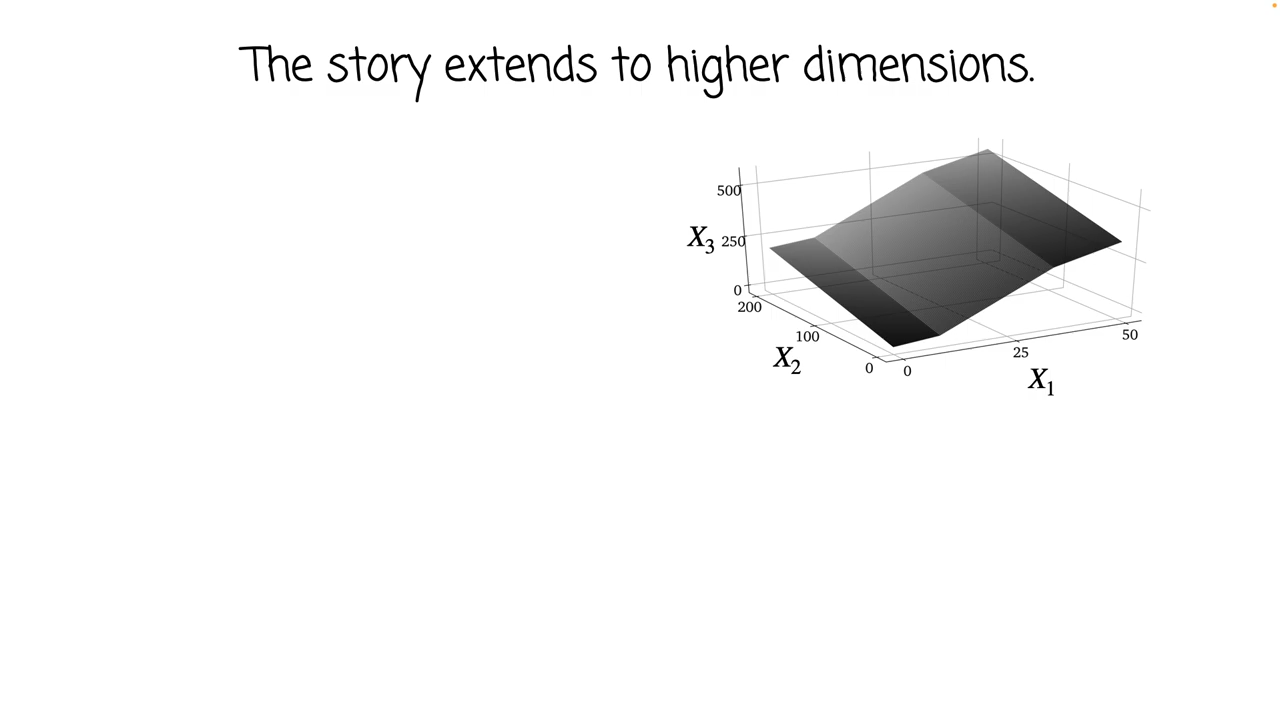 The story extends to higher dimensions.
500
X₃ 250
0
200
100
X₂
0
0
25
50
X₁